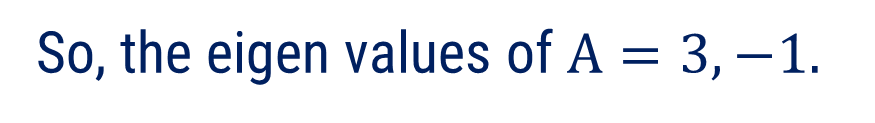 So, the eigen values of A = 3, −1.